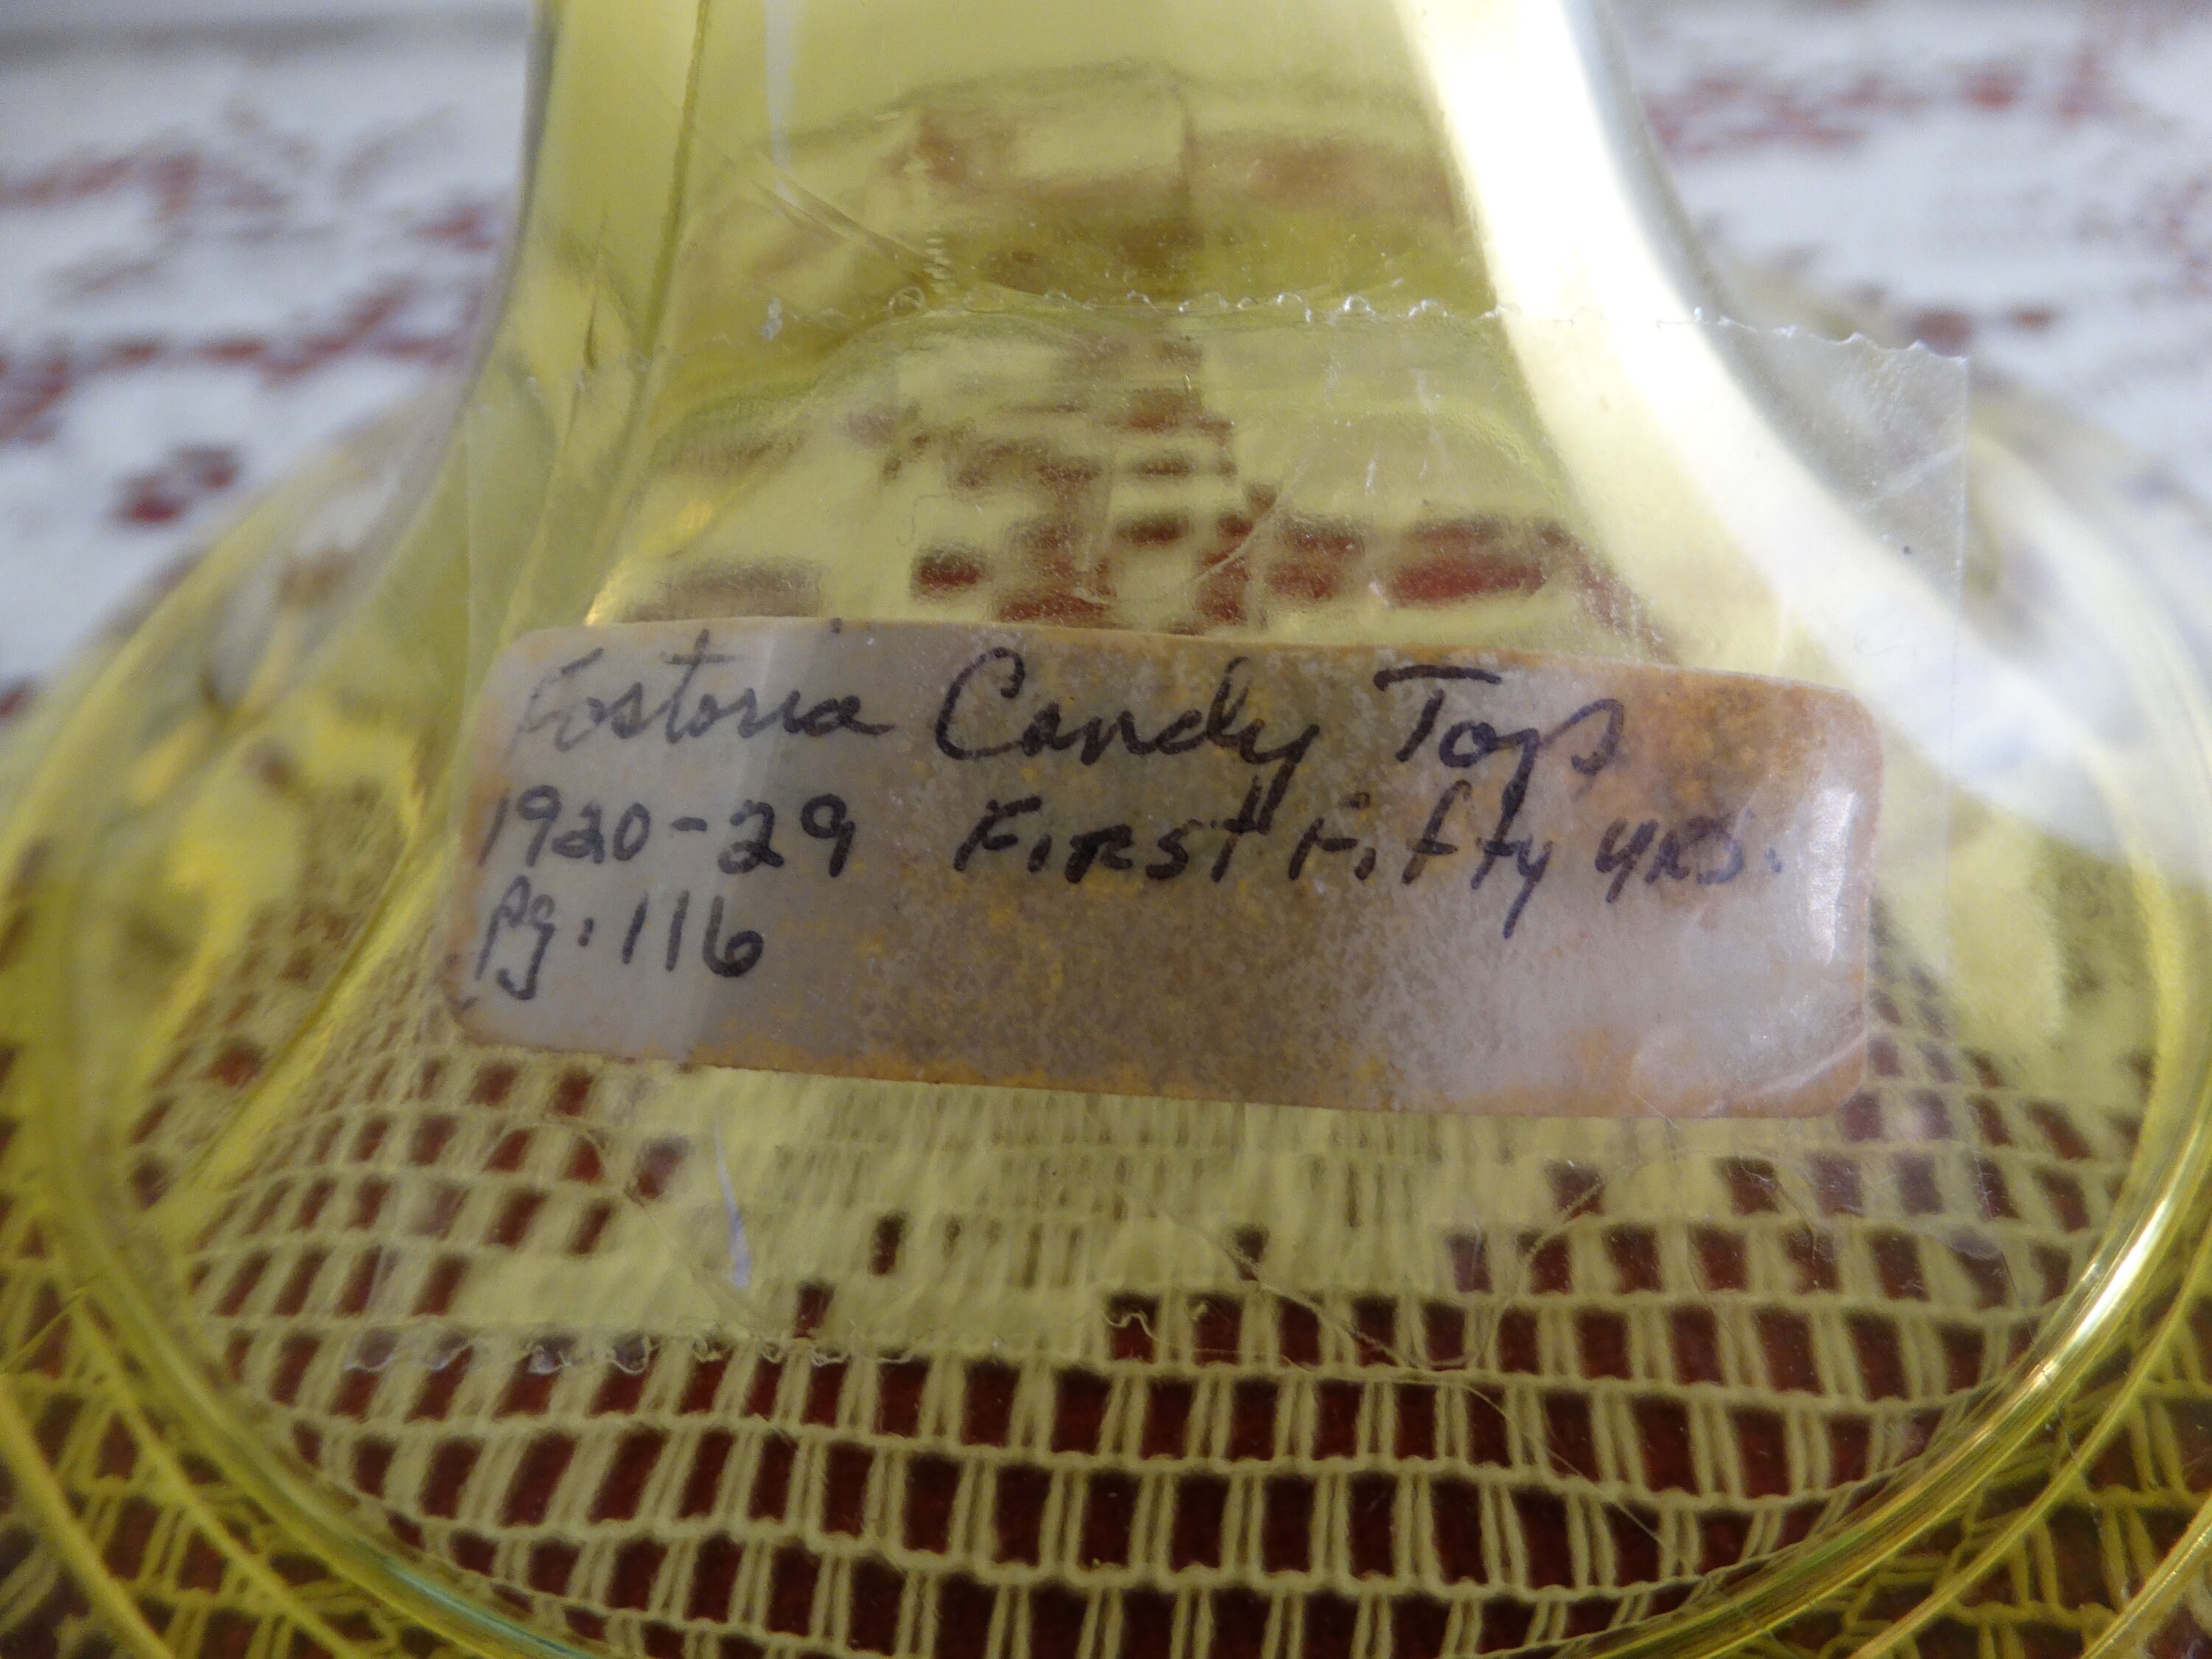 Fostoria Candy Top
1920-29 First Fifty yrs.
Pg. 116